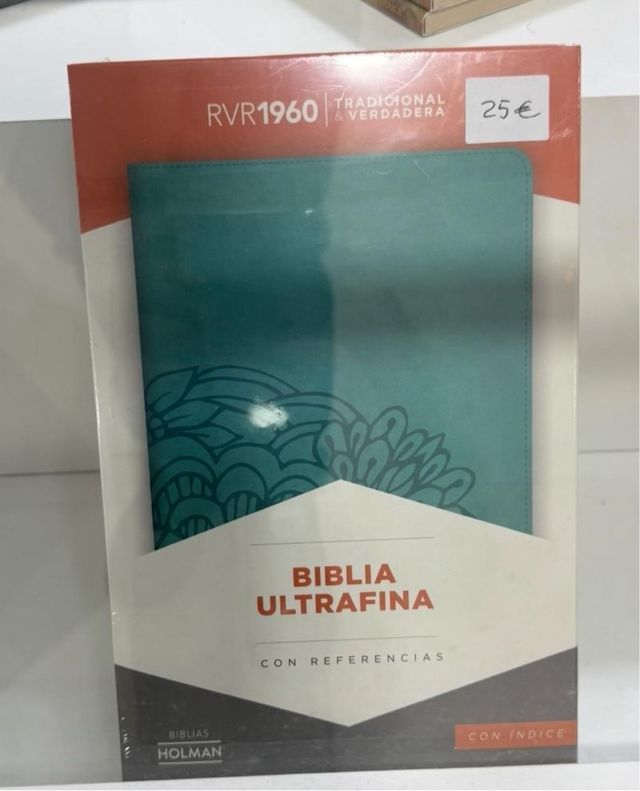 RVR1960
TRADICIONAL
& VERDADERA
25€
BIBLIA
ULTRAFINA
CON REFERENCIAS
BIBLIAS
HOLMAN
CON ÍNDICE